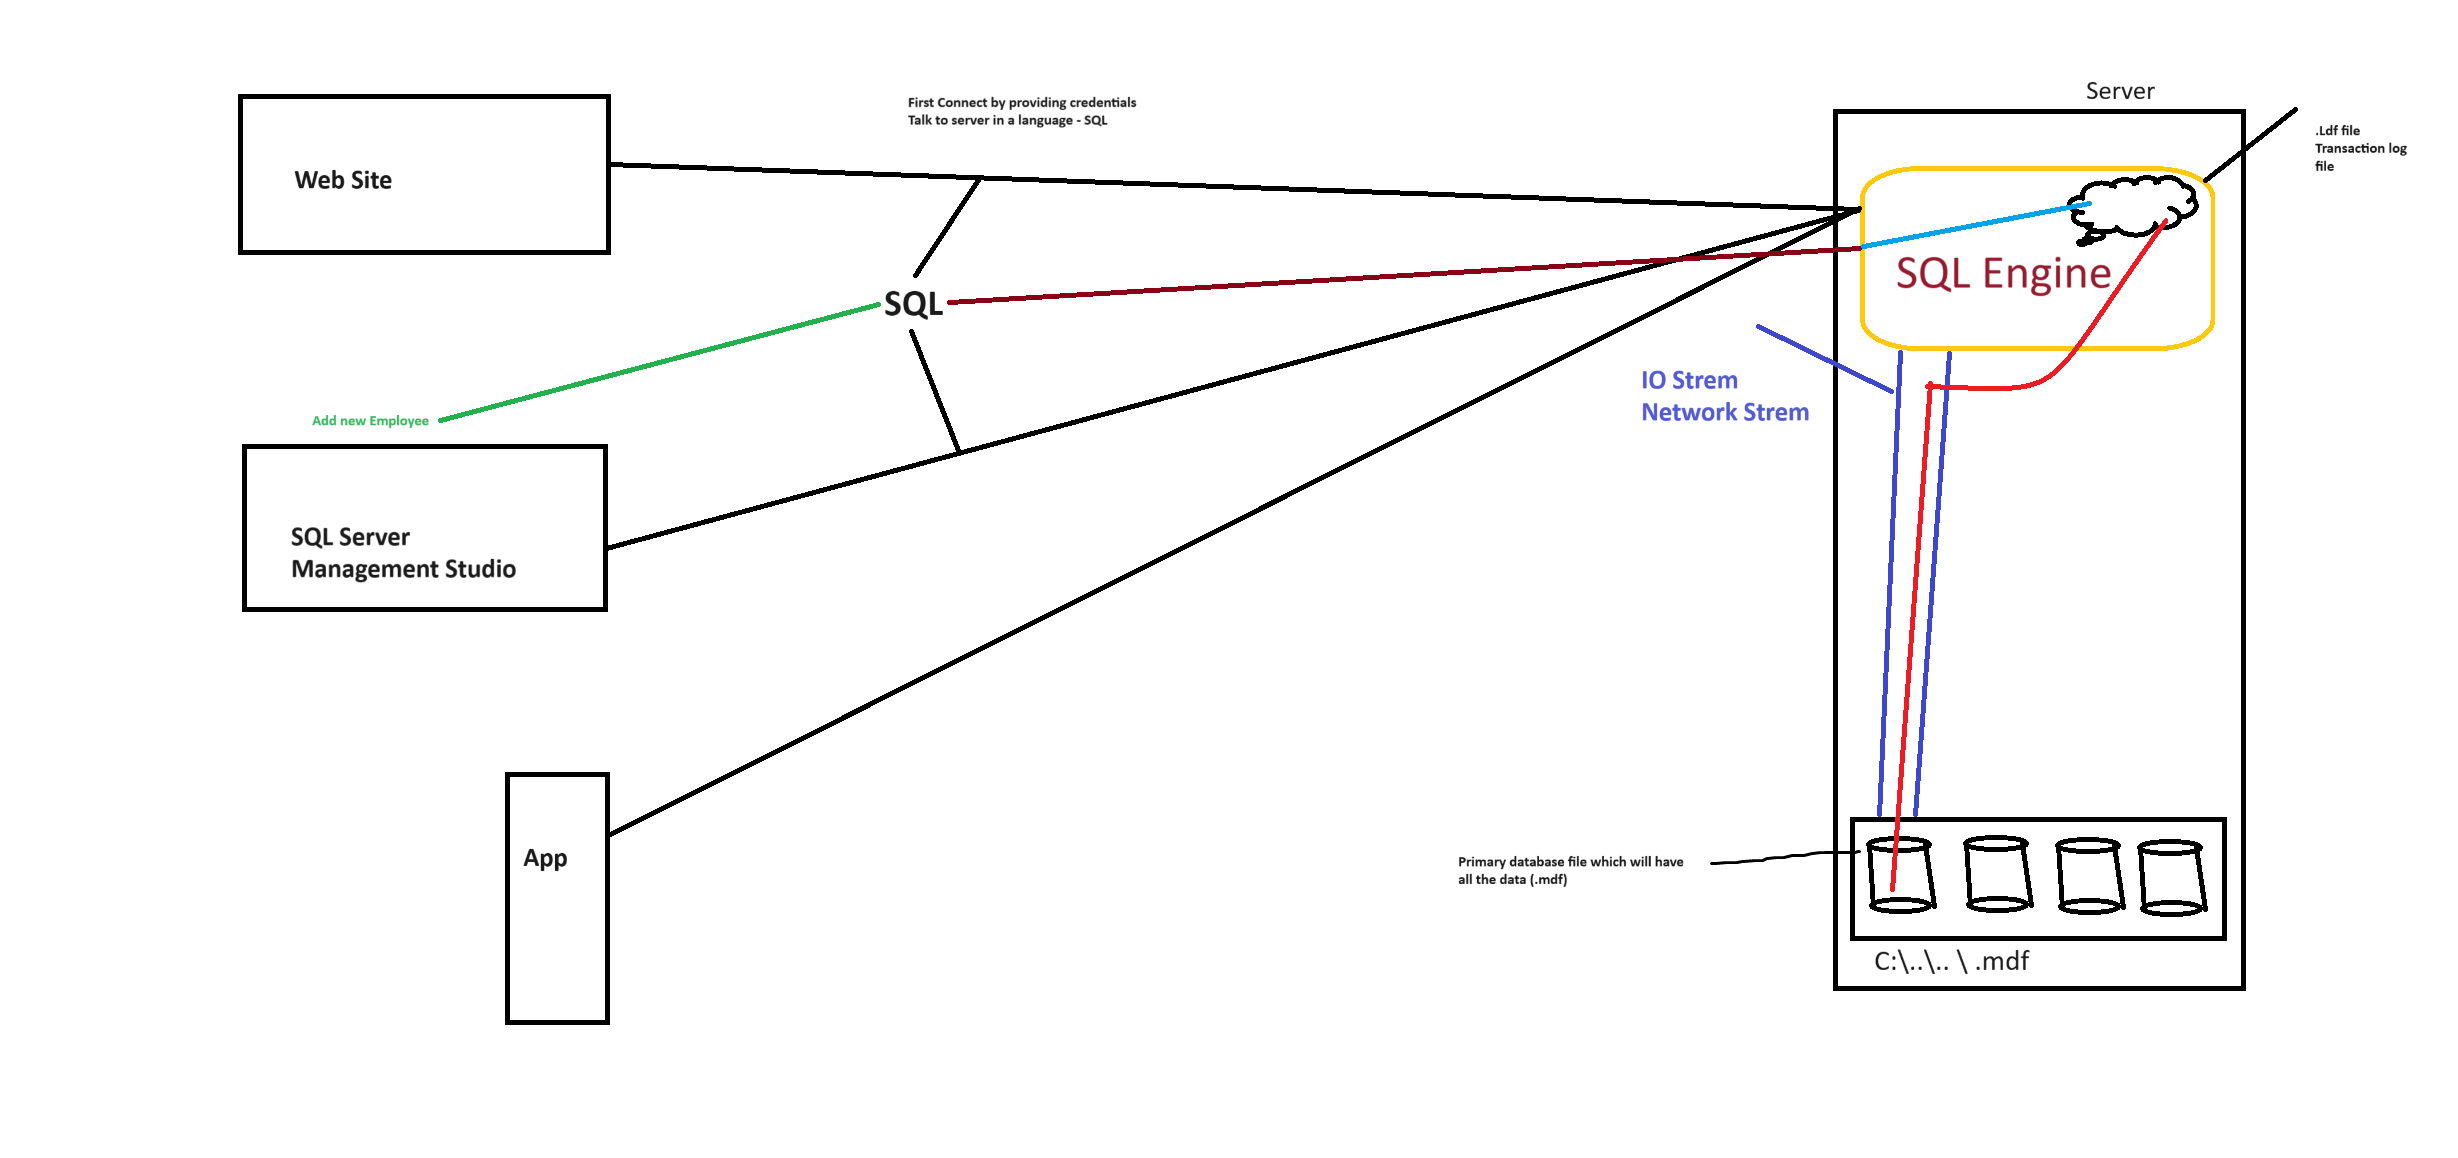 Server
First Connect by providing credentials
Talk to server in a language - SQL
.Ldf file
Transaction log
file
Web Site
SQL Engine
SQL
IO Strem
Network Strem
Add new Employee
SQL Server
Management Studio
App
Primary database file which will have
all the data (.mdf)
C:\..\.. \ .mdf